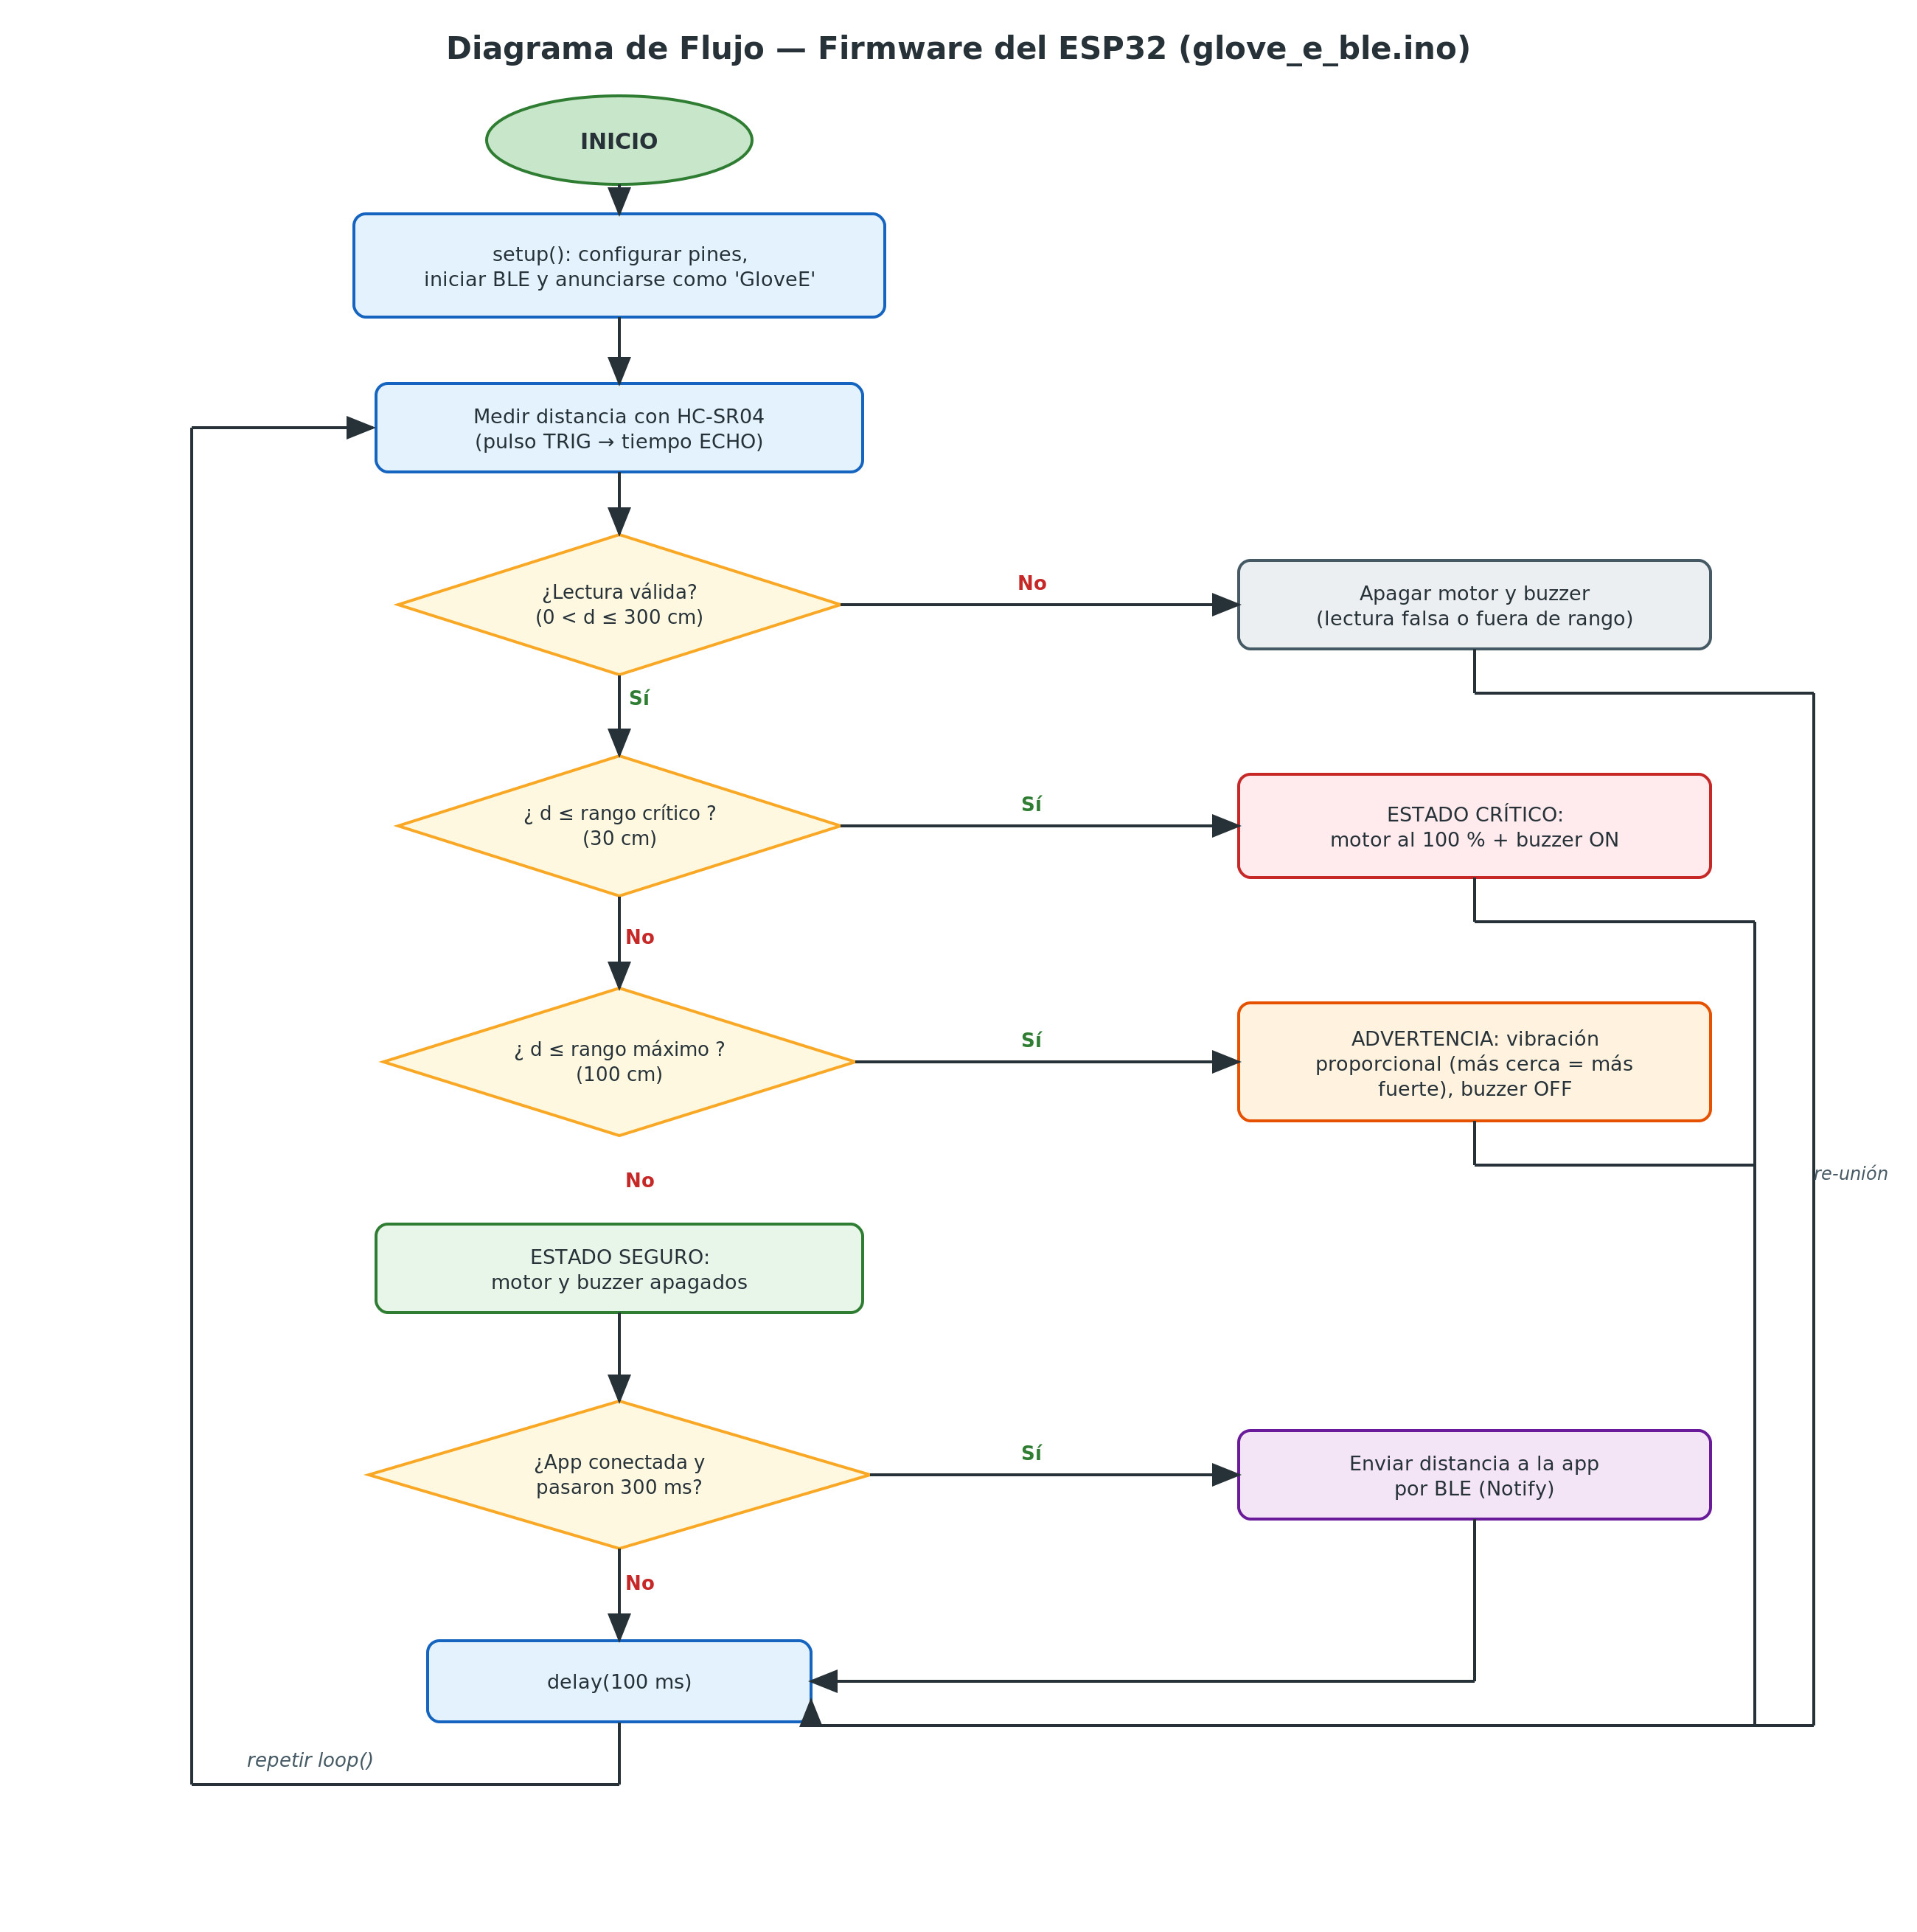 Diagrama de Flujo — Firmware del ESP32 (glove_e_ble.ino)
INICIO
setup(): configurar pines,
iniciar BLE y anunciarse como 'GloveE'
Medir distancia con HC-SR04
(pulso TRIG → tiempo ECHO)
¿Lectura válida?
(0 < d ≤ 300 cm)
No
Apagar motor y buzzer
(lectura falsa o fuera de rango)
Sí
¿ d ≤ rango crítico ?
(30 cm)
Sí
ESTADO CRÍTICO:
motor al 100 % + buzzer ON
No
¿ d ≤ rango máximo ?
(100 cm)
Sí
ADVERTENCIA: vibración
proporcional (más cerca = más
fuerte), buzzer OFF
re-unión
No
ESTADO SEGURO:
motor y buzzer apagados
¿App conectada y
pasaron 300 ms?
Sí
Enviar distancia a la app
por BLE (Notify)
No
delay(100 ms)
repetir loop()